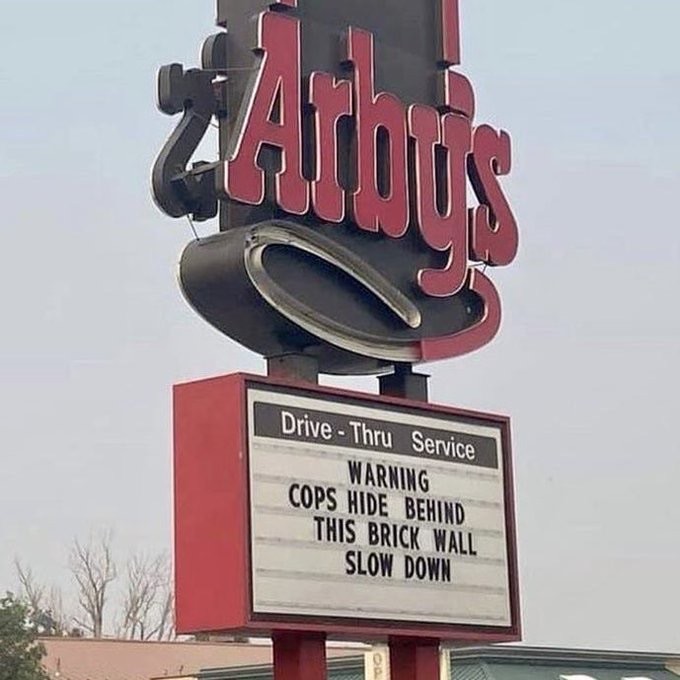 Arby's
Drive-Thru Service
WARNING
COPS HIDE BEHIND
THIS BRICK WALL
SLOW DOWN